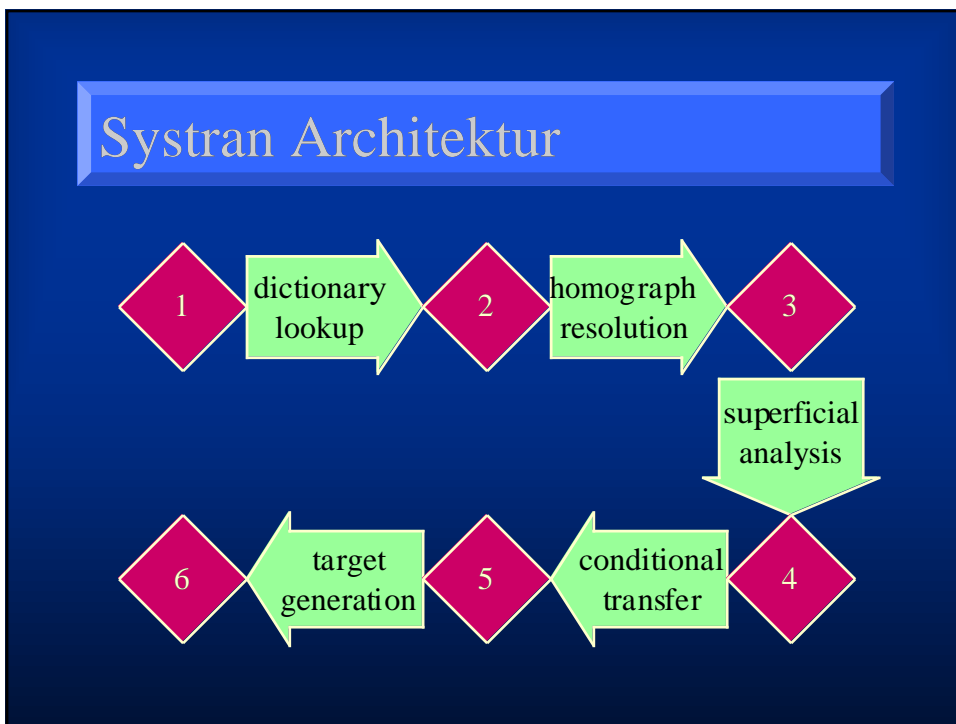 Systran Architektur
1
dictionary
lookup
2
homograph
resolution
3
superficial
analysis
4
conditional
transfer
5
target
generation
6